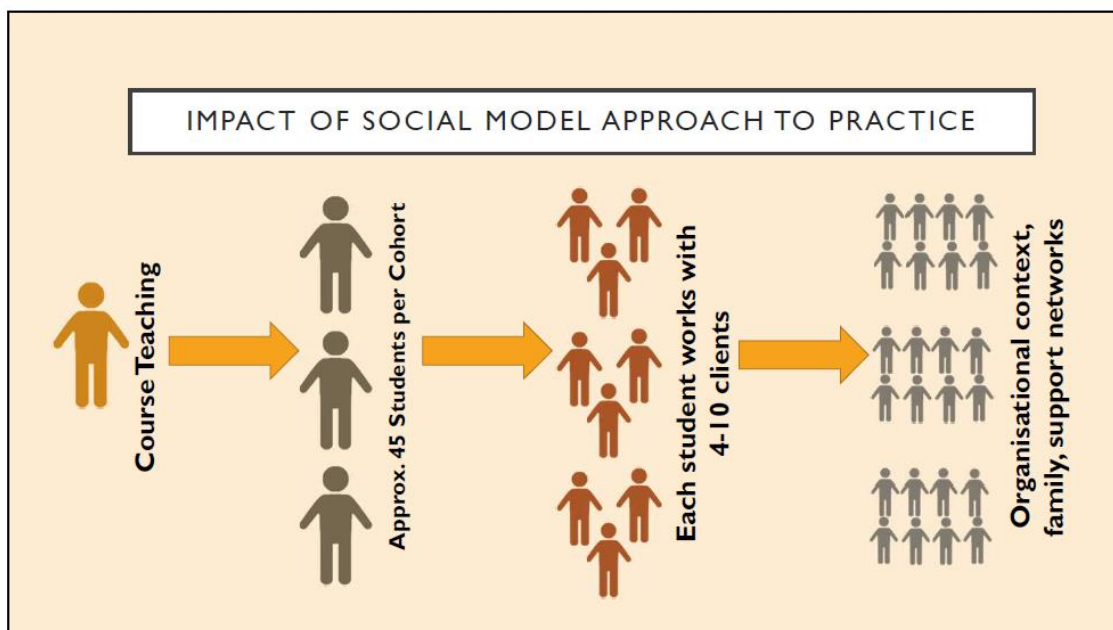 IMPACT OF SOCIAL MODEL APPROACH TO PRACTICE
Course Teaching
Approx. 45 Students per Cohort
Each student works with
4-10 clients
Organisational context,
family, support networks